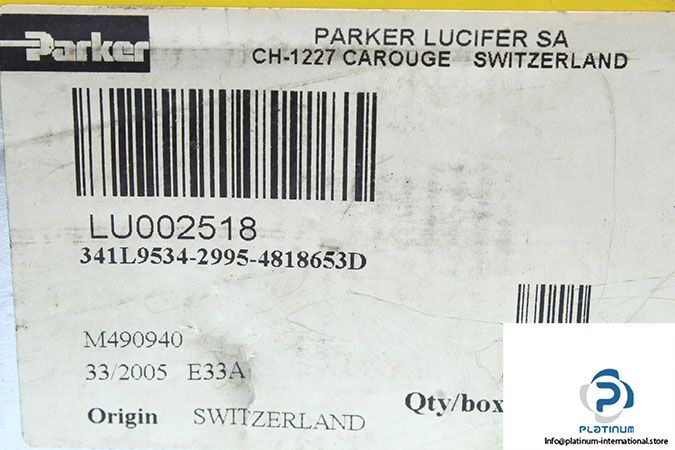 Parker
PARKER LUCIFER SA
CH-1227 CAROUGE SWITZERLAND
LU002518
341L9534-2995-4818653D
M490940
33/2005 E33A
Origin SWITZERLAND
Qty/box
PLATINUM
info@platinum-international.store